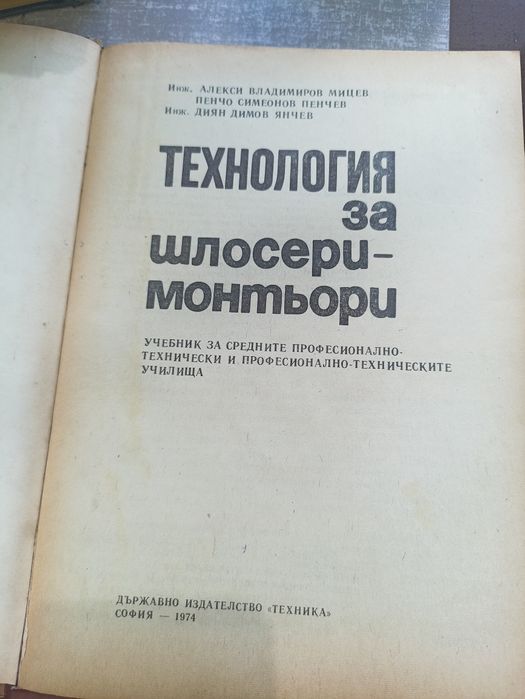 Инж. АЛЕКСИ ВЛАДИМИРОВ МИЦЕВ
ПЕНЧО СИМЕОНОВ ПЕНЧЕВ
Инж. ДИЯН ДИМОВ ЯНЧЕВ
ТЕХНОЛОГИЯ
за
шлосери-
монтьори
УЧЕБНИК ЗА СРЕДНИТЕ ПРОФЕСИОНАЛНО-
ТЕХНИЧЕСКИ И ПРОФЕСИОНАЛНО-ТЕХНИЧЕСКИТЕ
УЧИЛИЩА
ДЪРЖАВНО ИЗДАТЕЛСТВО «ТЕХНИКА»
СОФИЯ — 1974